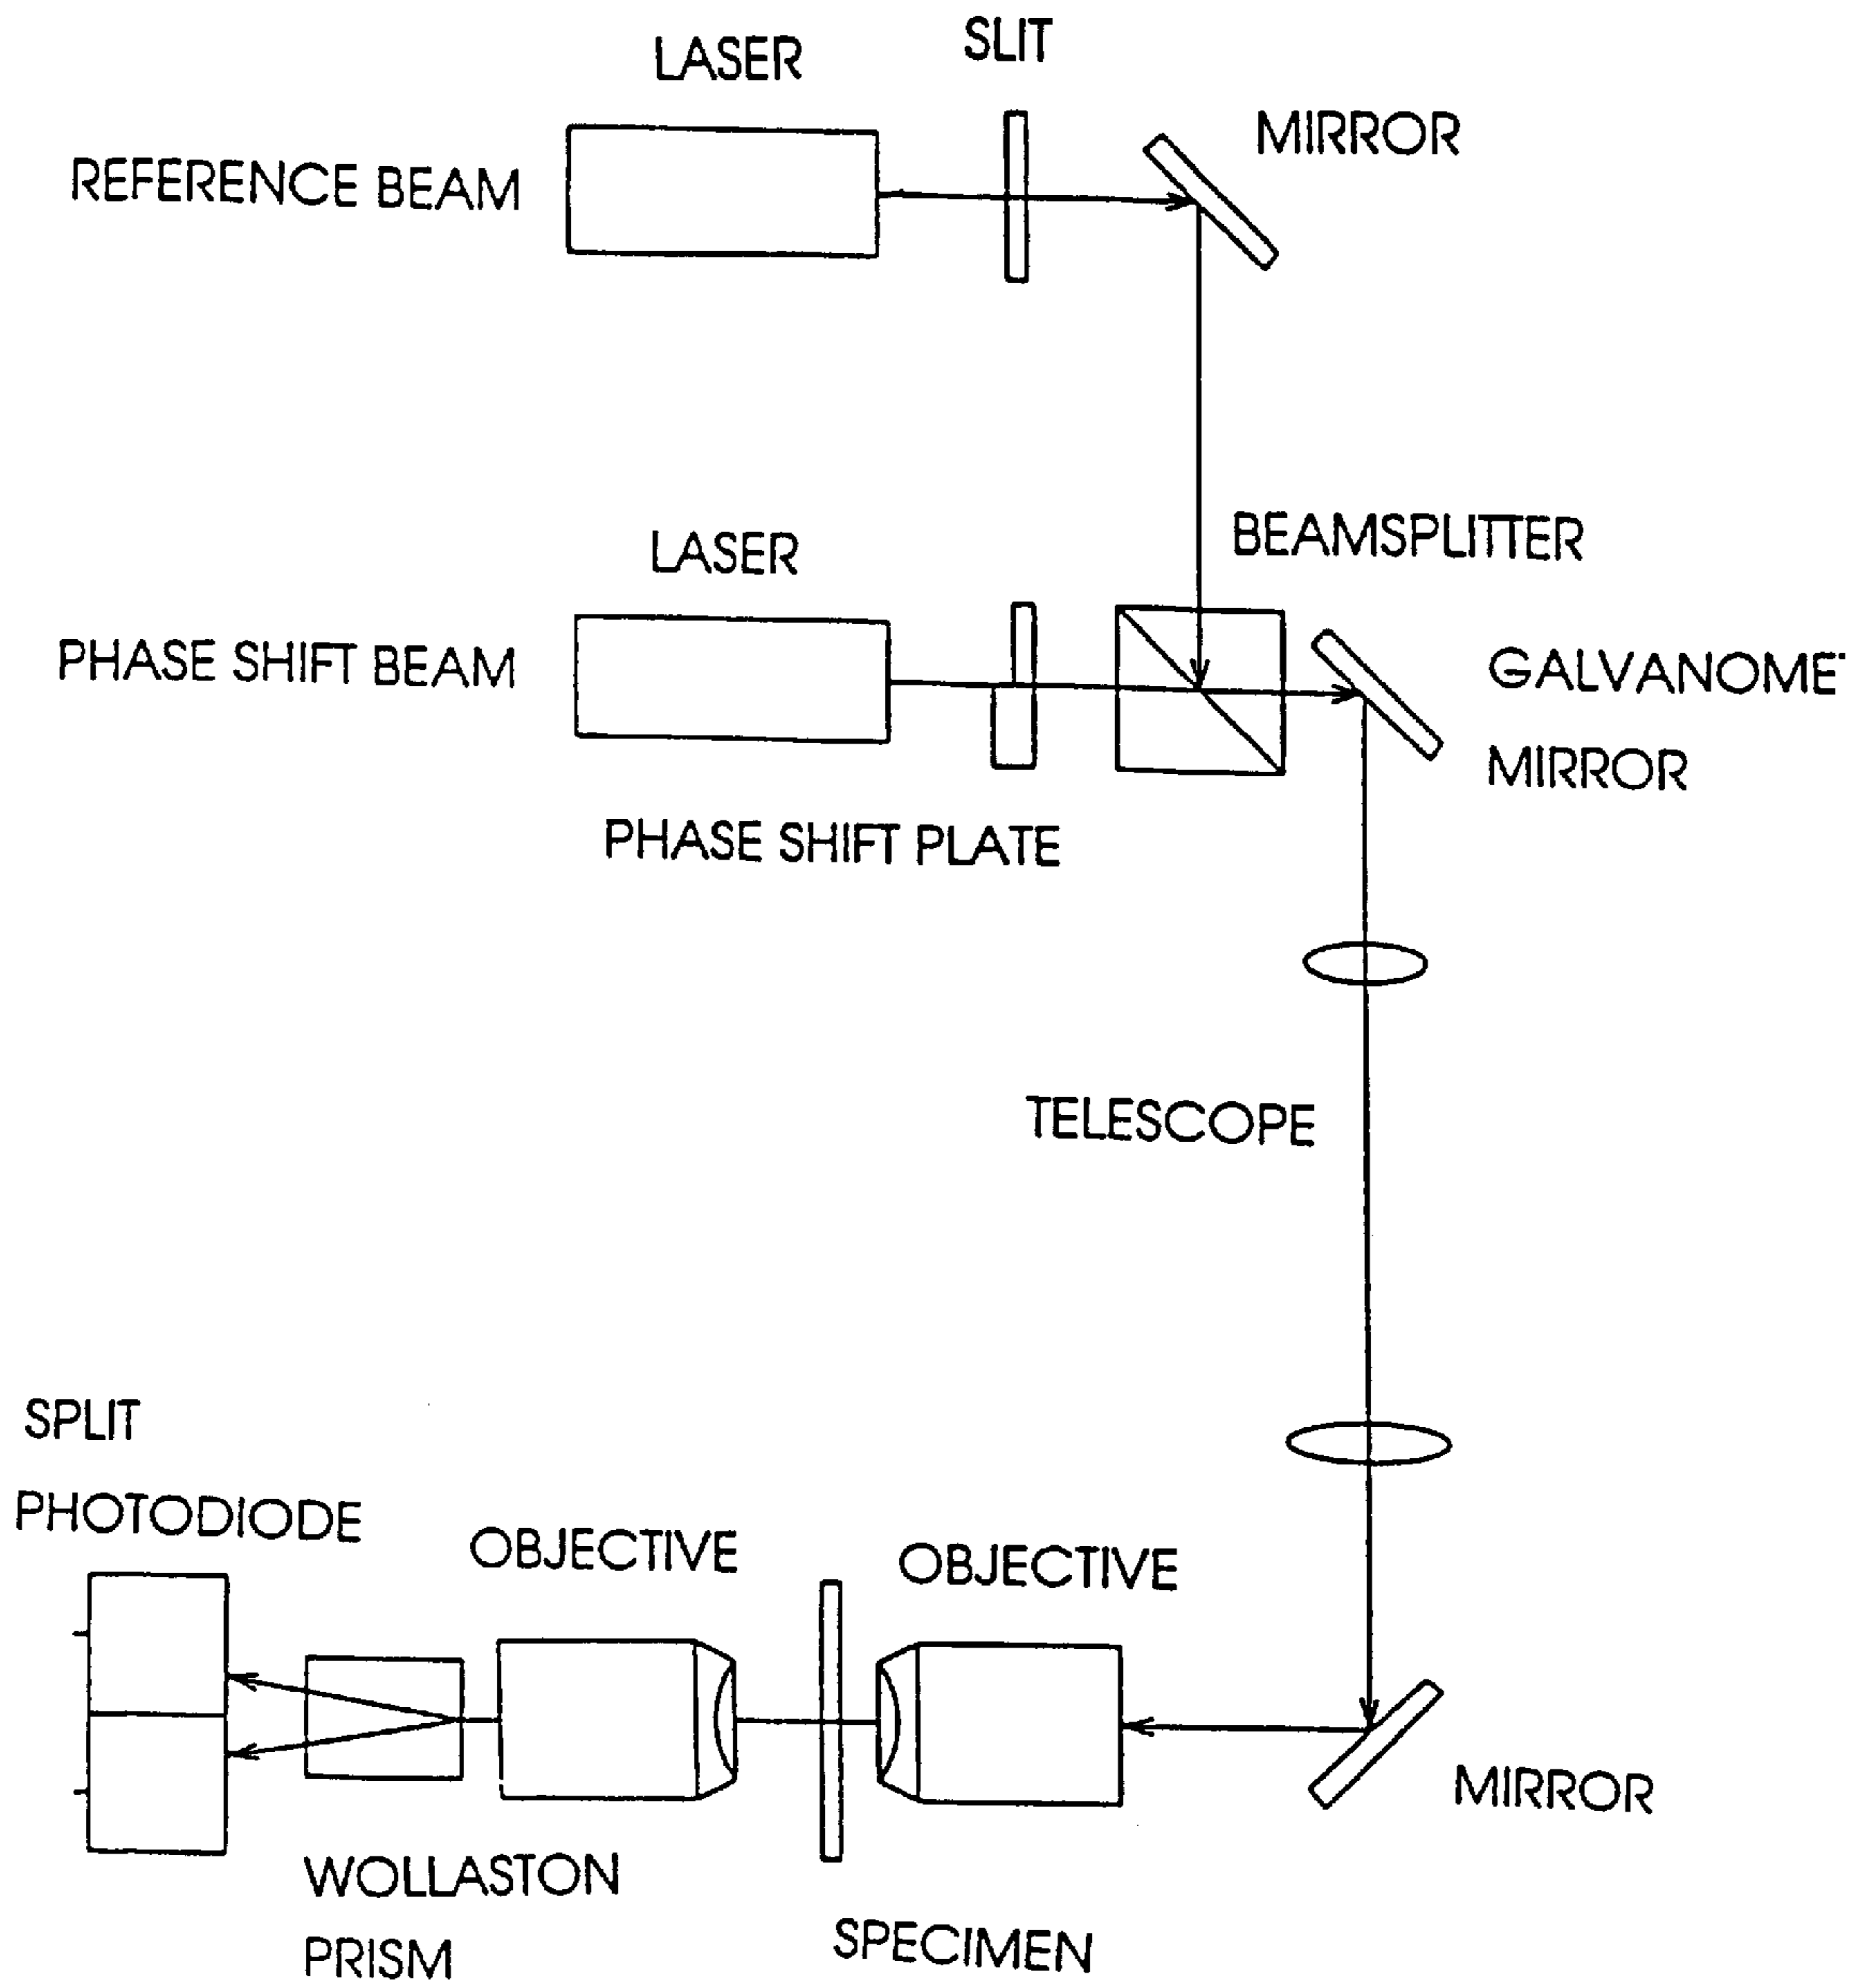 SLIT
LASER
MIRROR
REFERENCE BEAM
BEAMSPLITTER
LASER
PHASE SHIFT BEAM
GALVANOME
MIRROR
PHASE SHIFT PLATE
TELESCOPE
SPLIT
PHOTODIODE
OBJECTIVE
OBJECTIVE
MIRROR
WOLLASTON
PRISM
SPECIMEN